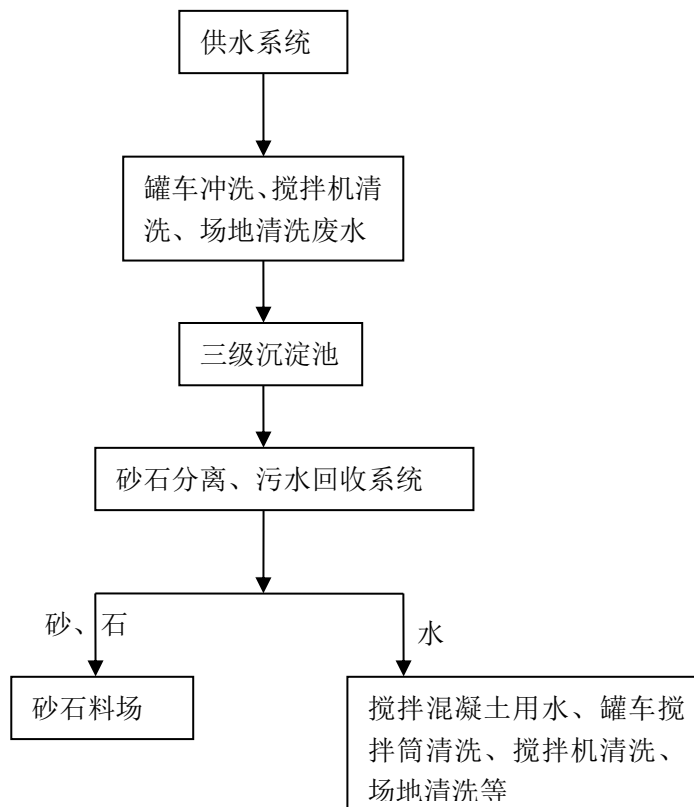 供水系统
罐车冲洗、搅拌机清
洗、场地清洗废水
三级沉淀池
砂石分离、污水回收系统
砂、石
水
砂石料场
搅拌混凝土用水、罐车搅
拌筒清洗、搅拌机清洗、
场地清洗等